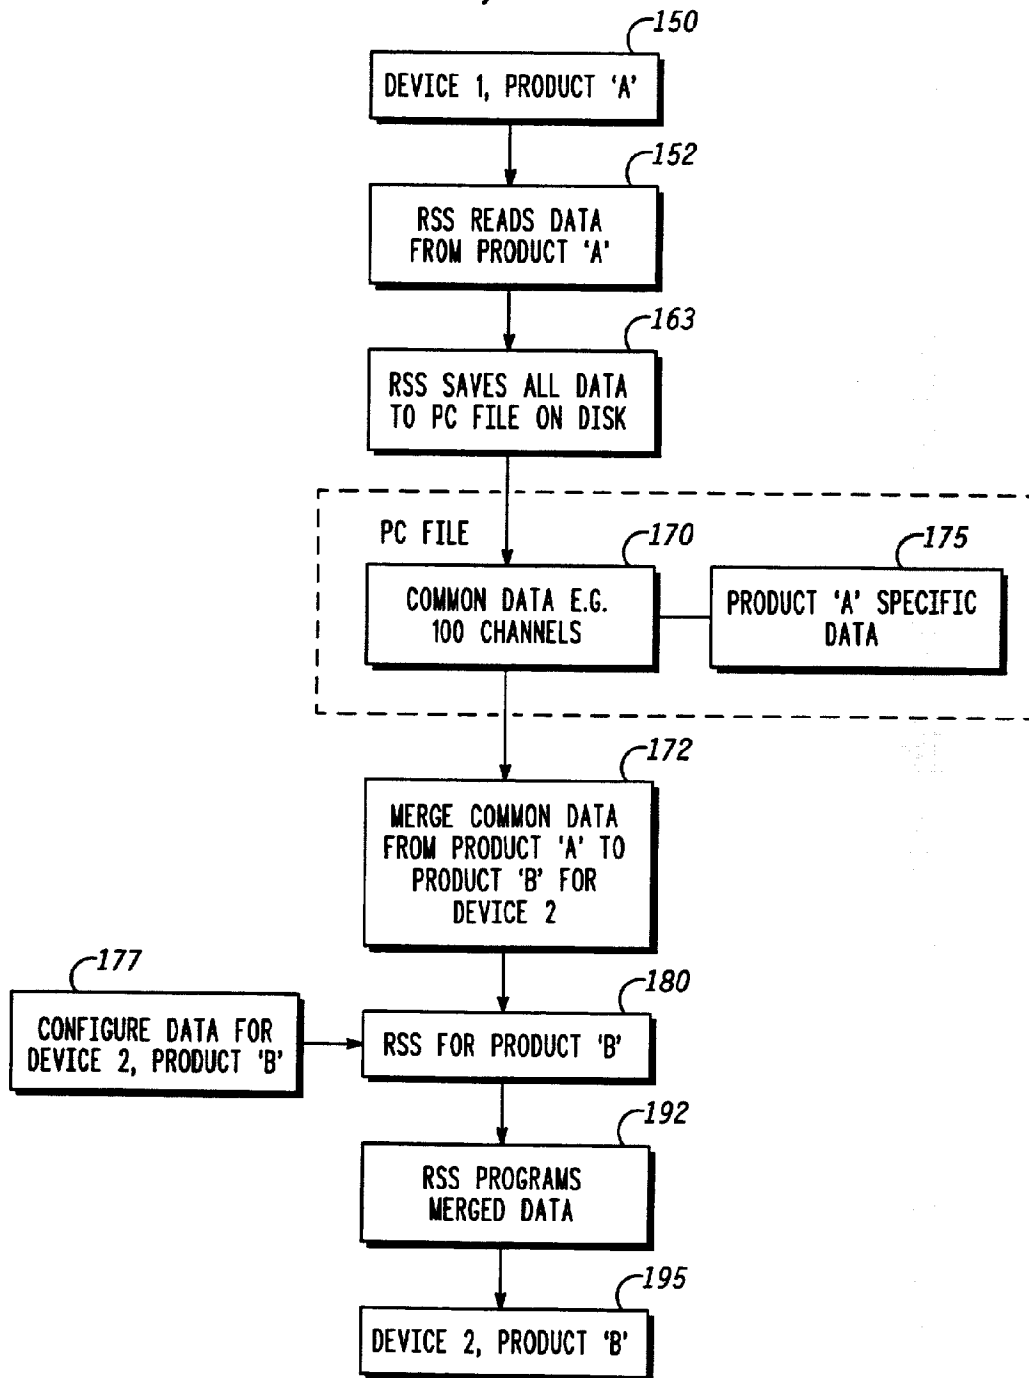 150
DEVICE 1, PRODUCT 'A'
152
RSS READS DATA
FROM PRODUCT 'A'
163
RSS SAVES ALL DATA
TO PC FILE ON DISK
PC FILE
170
175
COMMON DATA E.G.
100 CHANNELS
PRODUCT 'A' SPECIFIC
DATA
172
MERGE COMMON DATA
FROM PRODUCT 'A' TO
PRODUCT 'B' FOR
DEVICE 2
177
CONFIGURE DATA FOR
DEVICE 2, PRODUCT 'B'
180
RSS FOR PRODUCT 'B'
192
RSS PROGRAMS
MERGED DATA
195
DEVICE 2, PRODUCT 'B'